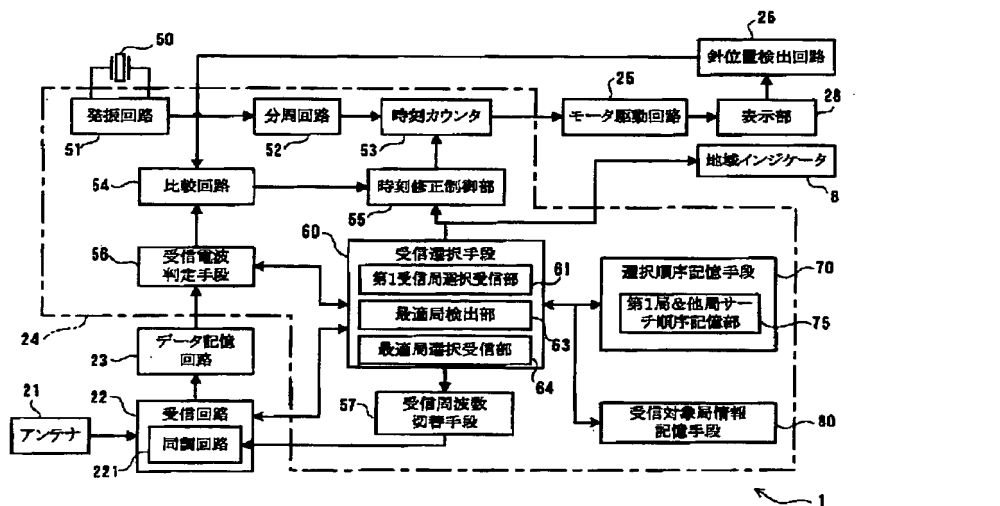 50
26
針位置検出回路
発振回路
51
分周回路
52
時刻カウンタ
53
25
モータ駆動回路
表示部
28
地域インジケータ
8
54
比較回路
時刻修正制御部
55
56
受信電波
判定手段
60
受信選択手段
第1受信局選択受信部
61
最適局検出部
63
最適局選択受信部
64
選択順序記憶手段
70
第1局&他局サー
チ順序記憶部
75
24
23
データ記憶
回路
21
アンテナ
22
受信回路
同調回路
221
57
受信周波数
切替手段
受信対象局情報
記憶手段
80
1